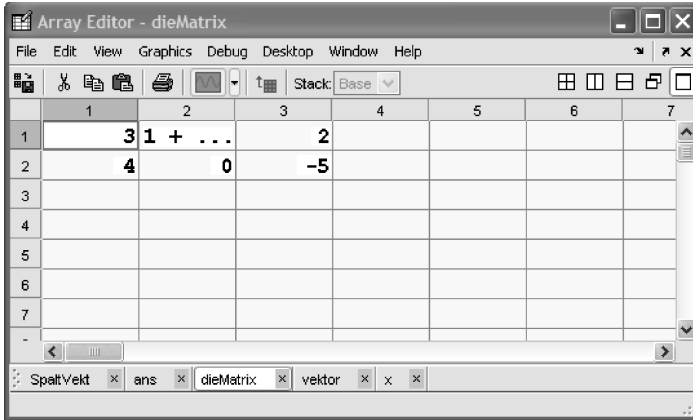 Array Editor - dieMatrix
File Edit View Graphics Debug Desktop Window Help
Stack: Base
1 2 3 4 5 6 7
1 3 1 + ... 2
2 4 0 -5
3
4
5
6
7
SpaltVekt ans dieMatrix vektor x